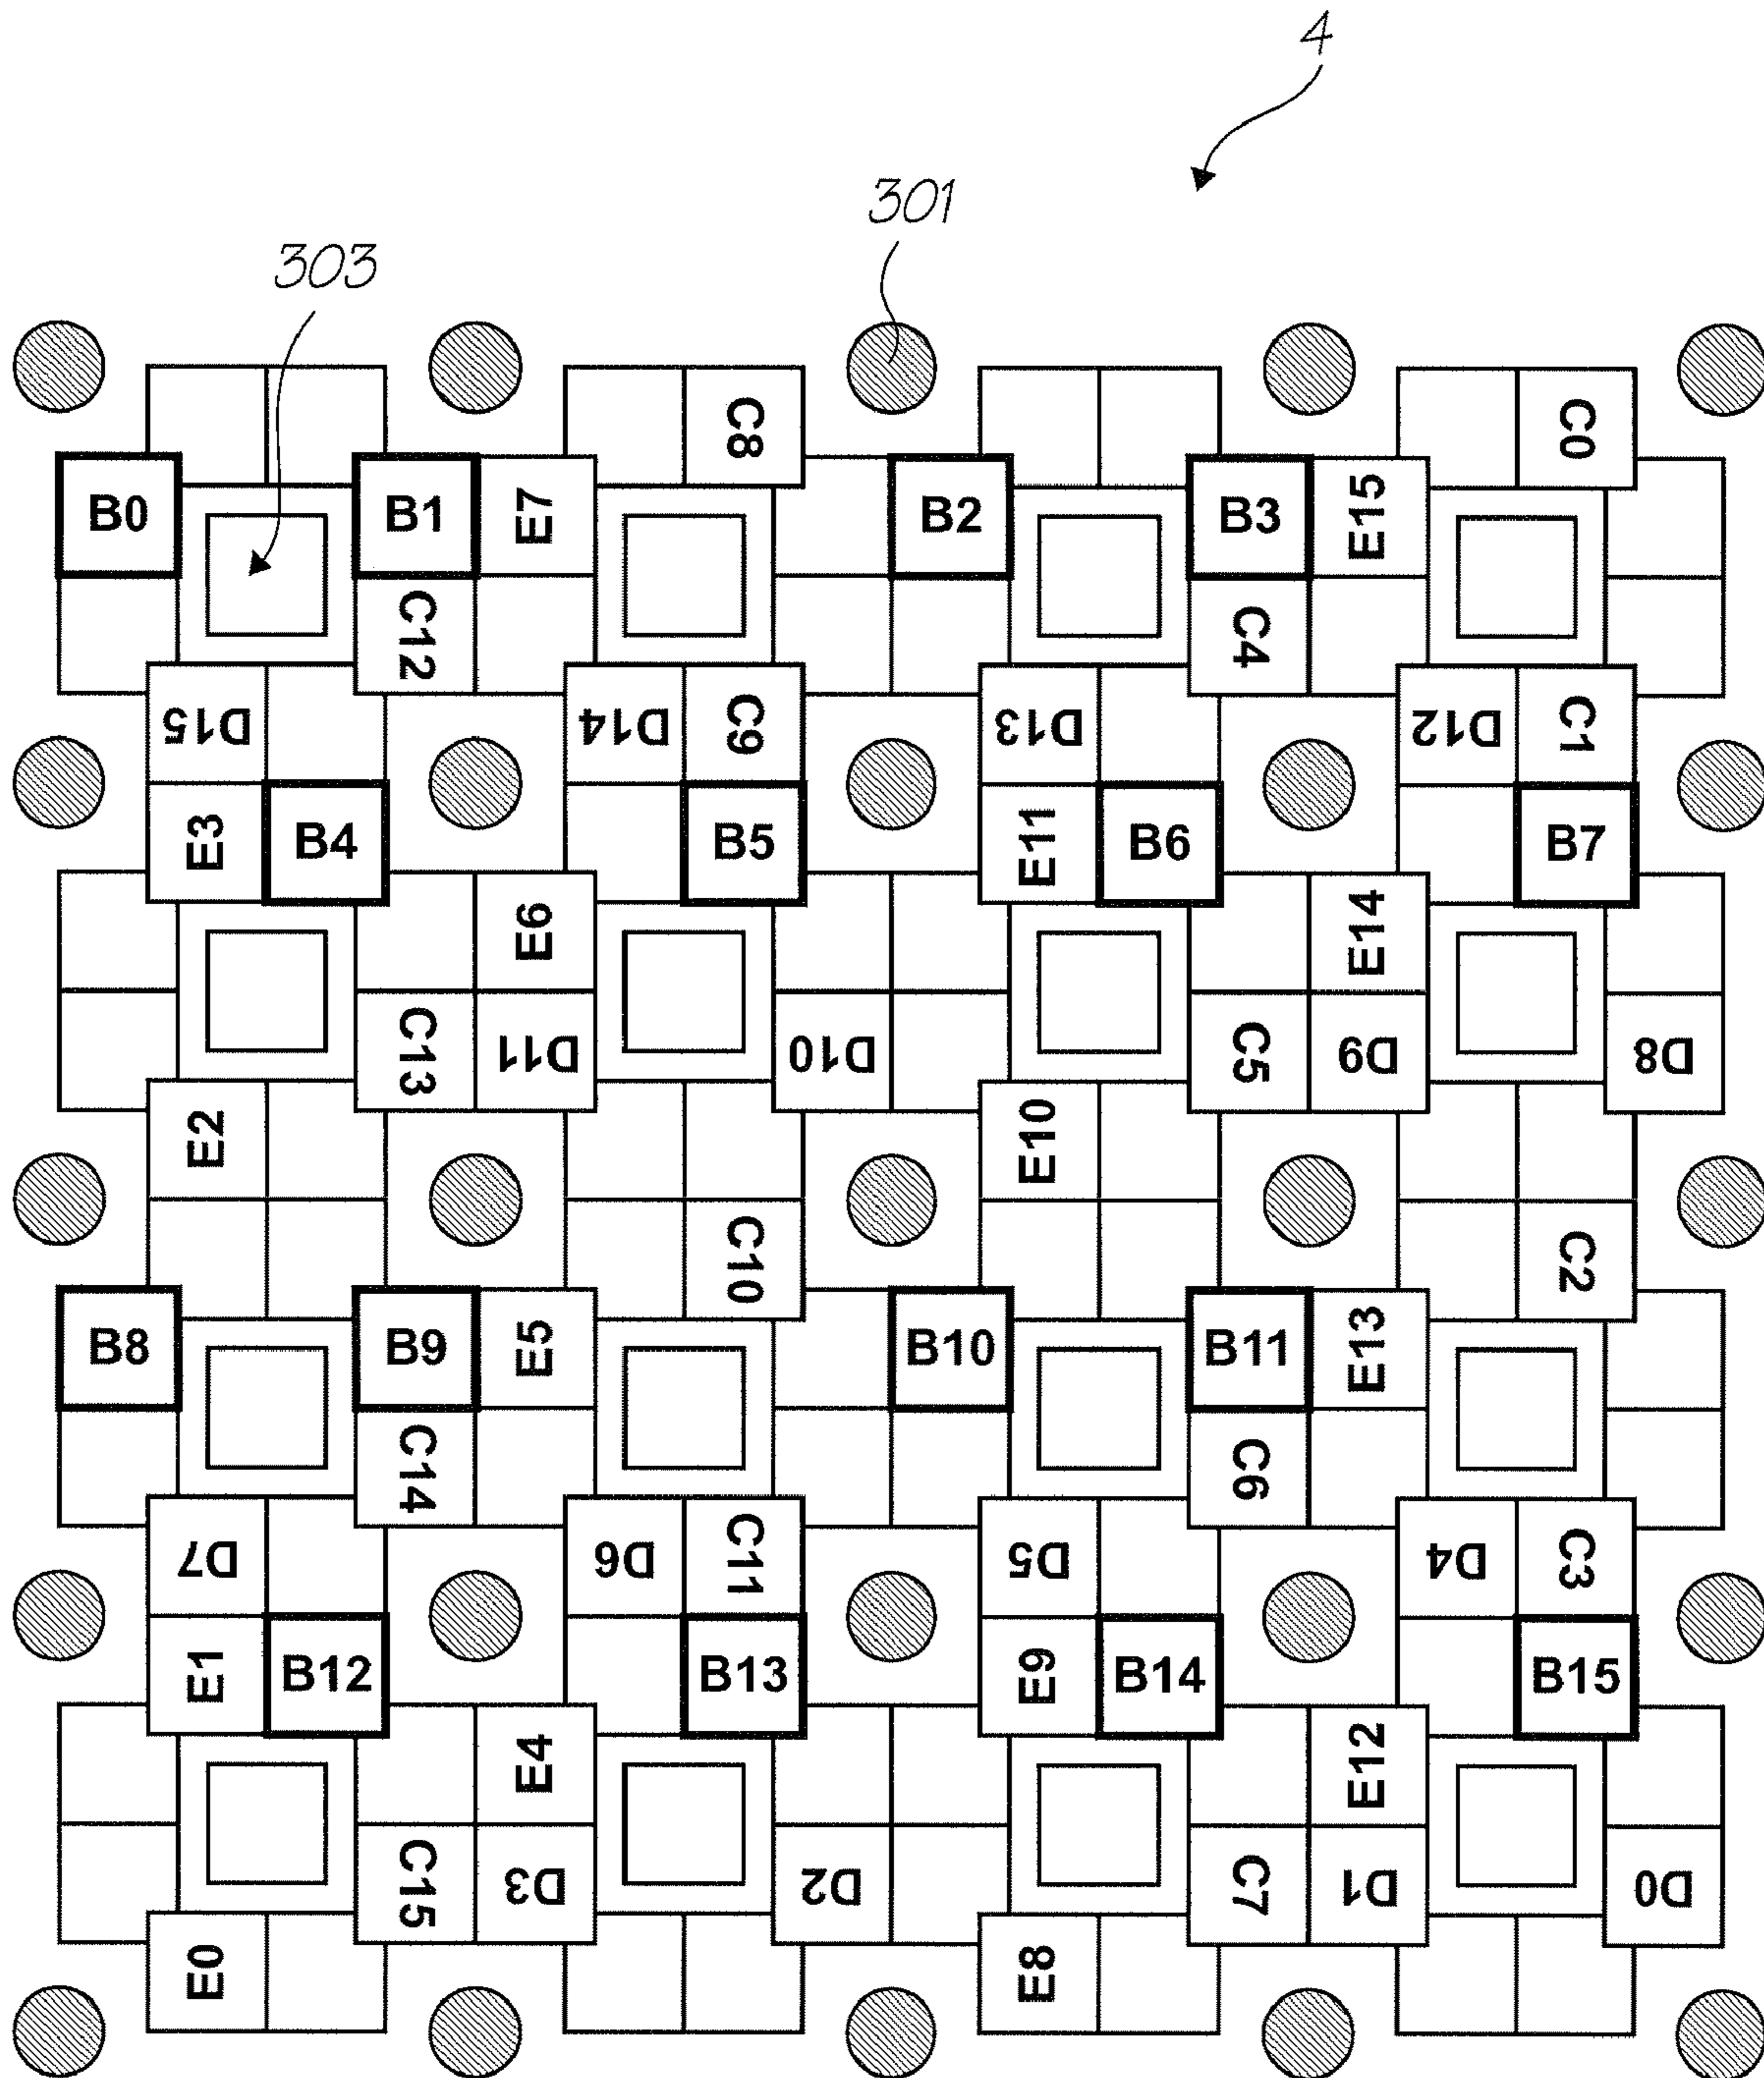 4
301
303
C8 C0
B0 B1 E7 B2 B3 E15
C12 C4
D15 D14 C9 D13 D12 C1
E3 B4 B5 E11 B6 B7
E6 E14
C13 D11 D10 C5 D9 D8
E2 E10
C10 C2
B8 B9 E5 B10 B11 E13
C14 C6
D7 D6 C11 D5 D4 C3
E1 B12 B13 E9 B14 B15
E4 E12
C15 D3 D2 C7 D1 D0
E0 E8